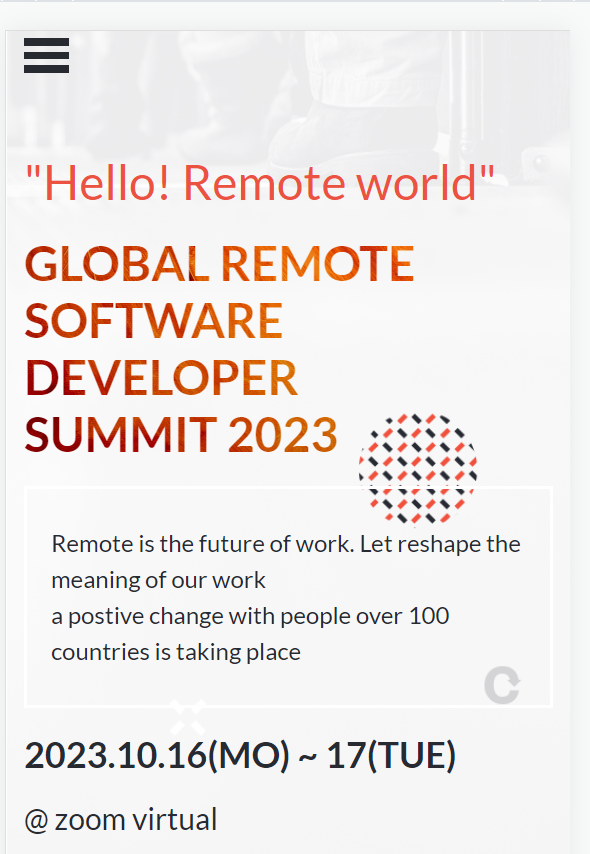 "Hello! Remote world"
GLOBAL REMOTE
SOFTWARE
DEVELOPER
SUMMIT 2023
Remote is the future of work. Let reshape the
meaning of our work
a postive change with people over 100
countries is taking place
2023.10.16(MO) ~ 17(TUE)
@ zoom virtual